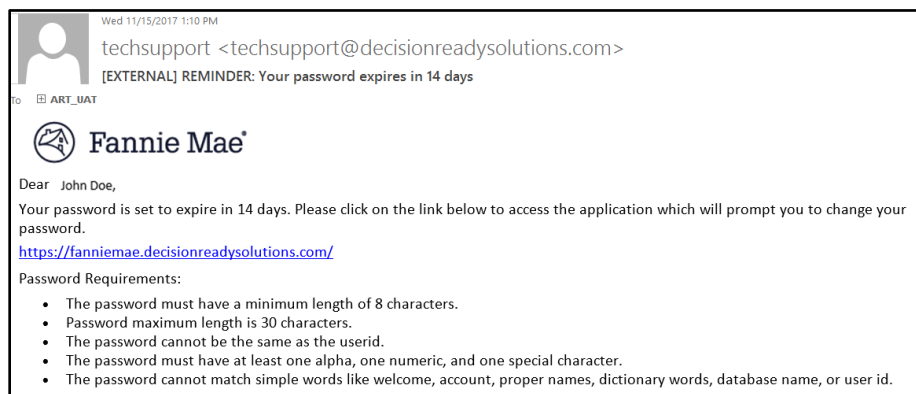 Wed 11/15/2017 1:10 PM
techsupport <techsupport@decisionreadysolutions.com>
[EXTERNAL] REMINDER: Your password expires in 14 days
To ART_UAT
Fannie Mae®
Dear John Doe,
Your password is set to expire in 14 days. Please click on the link below to access the application which will prompt you to change your
password.
https://fanniemae.decisionreadysolutions.com/
Password Requirements:
• The password must have a minimum length of 8 characters.
• Password maximum length is 30 characters.
• The password cannot be the same as the userid.
• The password must have at least one alpha, one numeric, and one special character.
• The password cannot match simple words like welcome, account, proper names, dictionary words, database name, or user id.